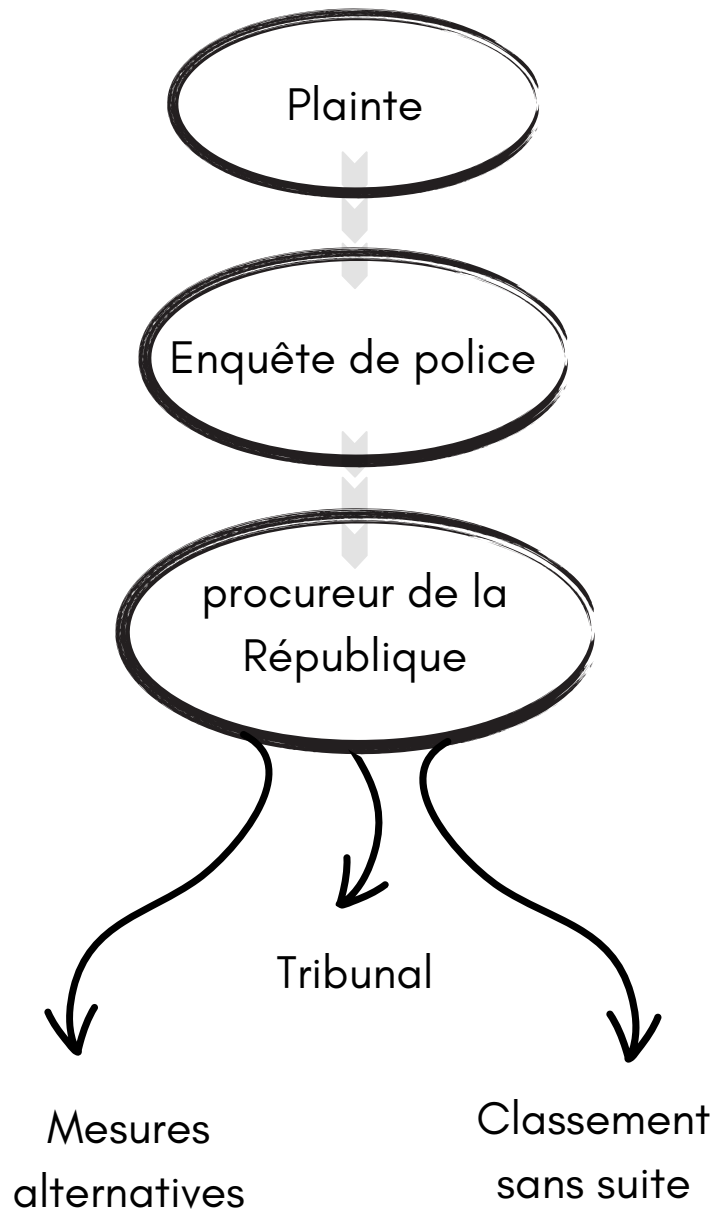 Plainte
Enquête de police
procureur de la
République
Tribunal
Mesures
alternatives
Classement
sans suite